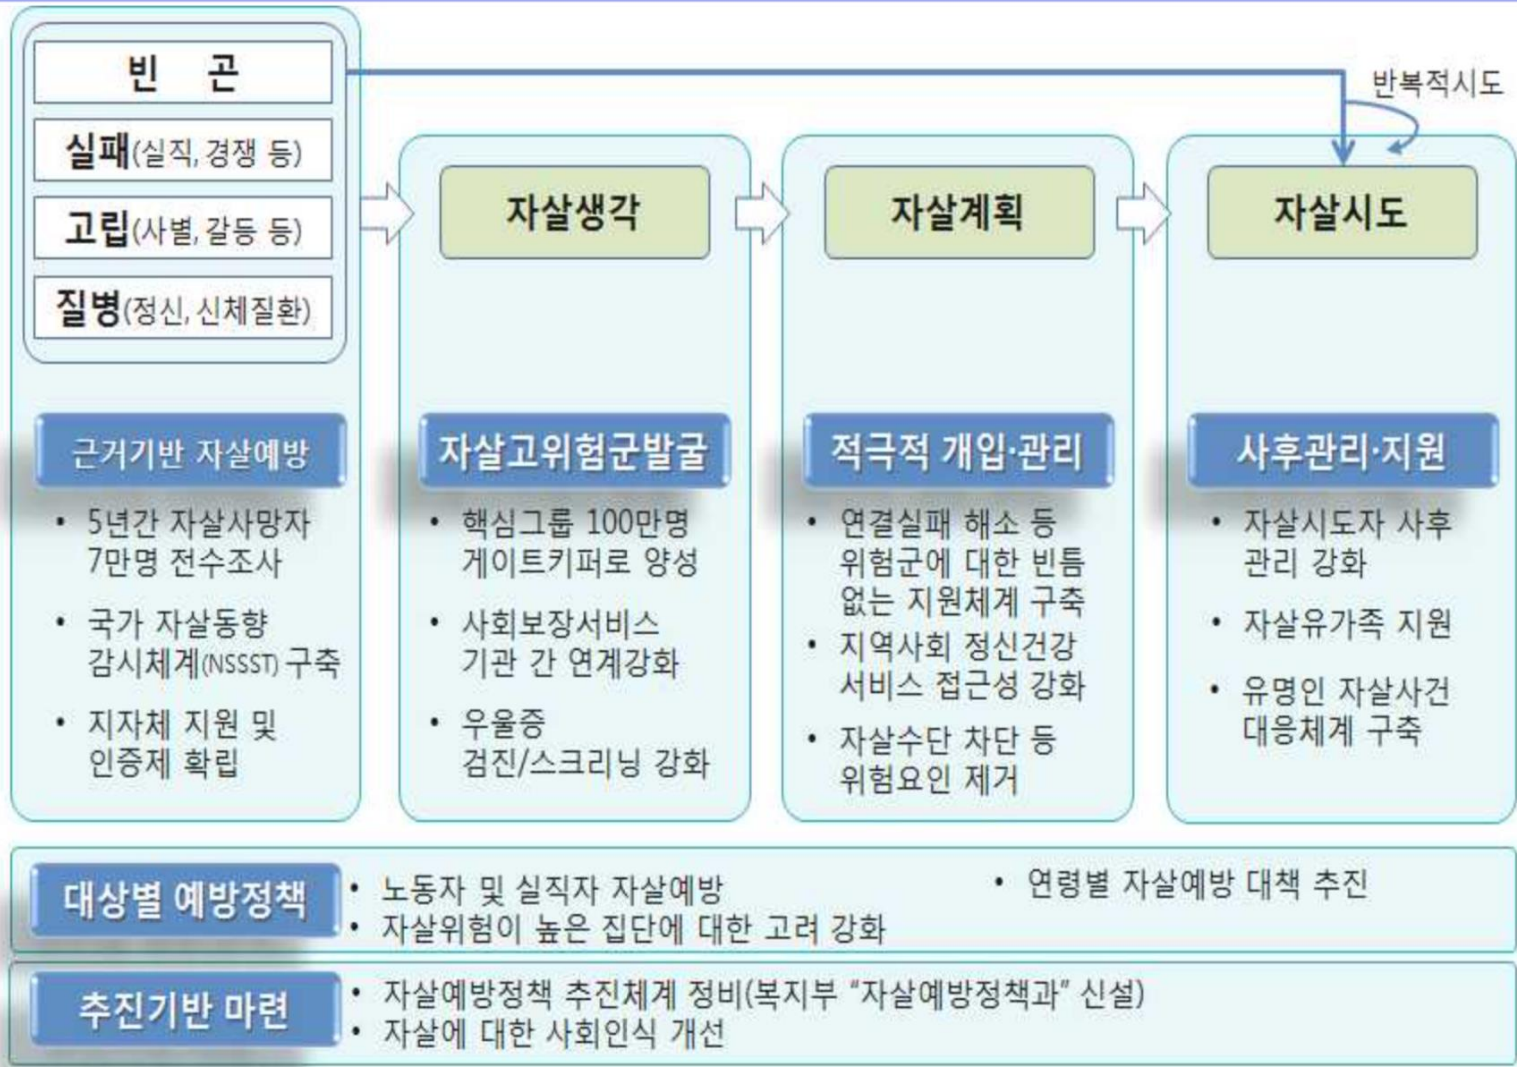 빈 곤
실패(실직, 경쟁 등)
고립(사별, 갈등 등)
질병(정신, 신체질환)
반복적시도
자살생각
자살계획
자살시도
근거기반 자살예방
• 5년간 자살사망자
7만명 전수조사
• 국가 자살동향
감시체계(NSSST) 구축
• 지자체 지원 및
인증제 확립
자살고위험군발굴
• 핵심그룹 100만명
게이트키퍼로 양성
• 사회보장서비스
기관 간 연계강화
• 우울증
검진/스크리닝 강화
적극적 개입·관리
• 연결실패 해소 등
위험군에 대한 빈틈
없는 지원체계 구축
• 지역사회 정신건강
서비스 접근성 강화
• 자살수단 차단 등
위험요인 제거
사후관리·지원
• 자살시도자 사후
관리 강화
• 자살유가족 지원
• 유명인 자살사건
대응체계 구축
대상별 예방정책
• 노동자 및 실직자 자살예방
• 자살위험이 높은 집단에 대한 고려 강화
• 연령별 자살예방 대책 추진
추진기반 마련
• 자살예방정책 추진체계 정비(복지부 “자살예방정책과” 신설)
• 자살에 대한 사회인식 개선